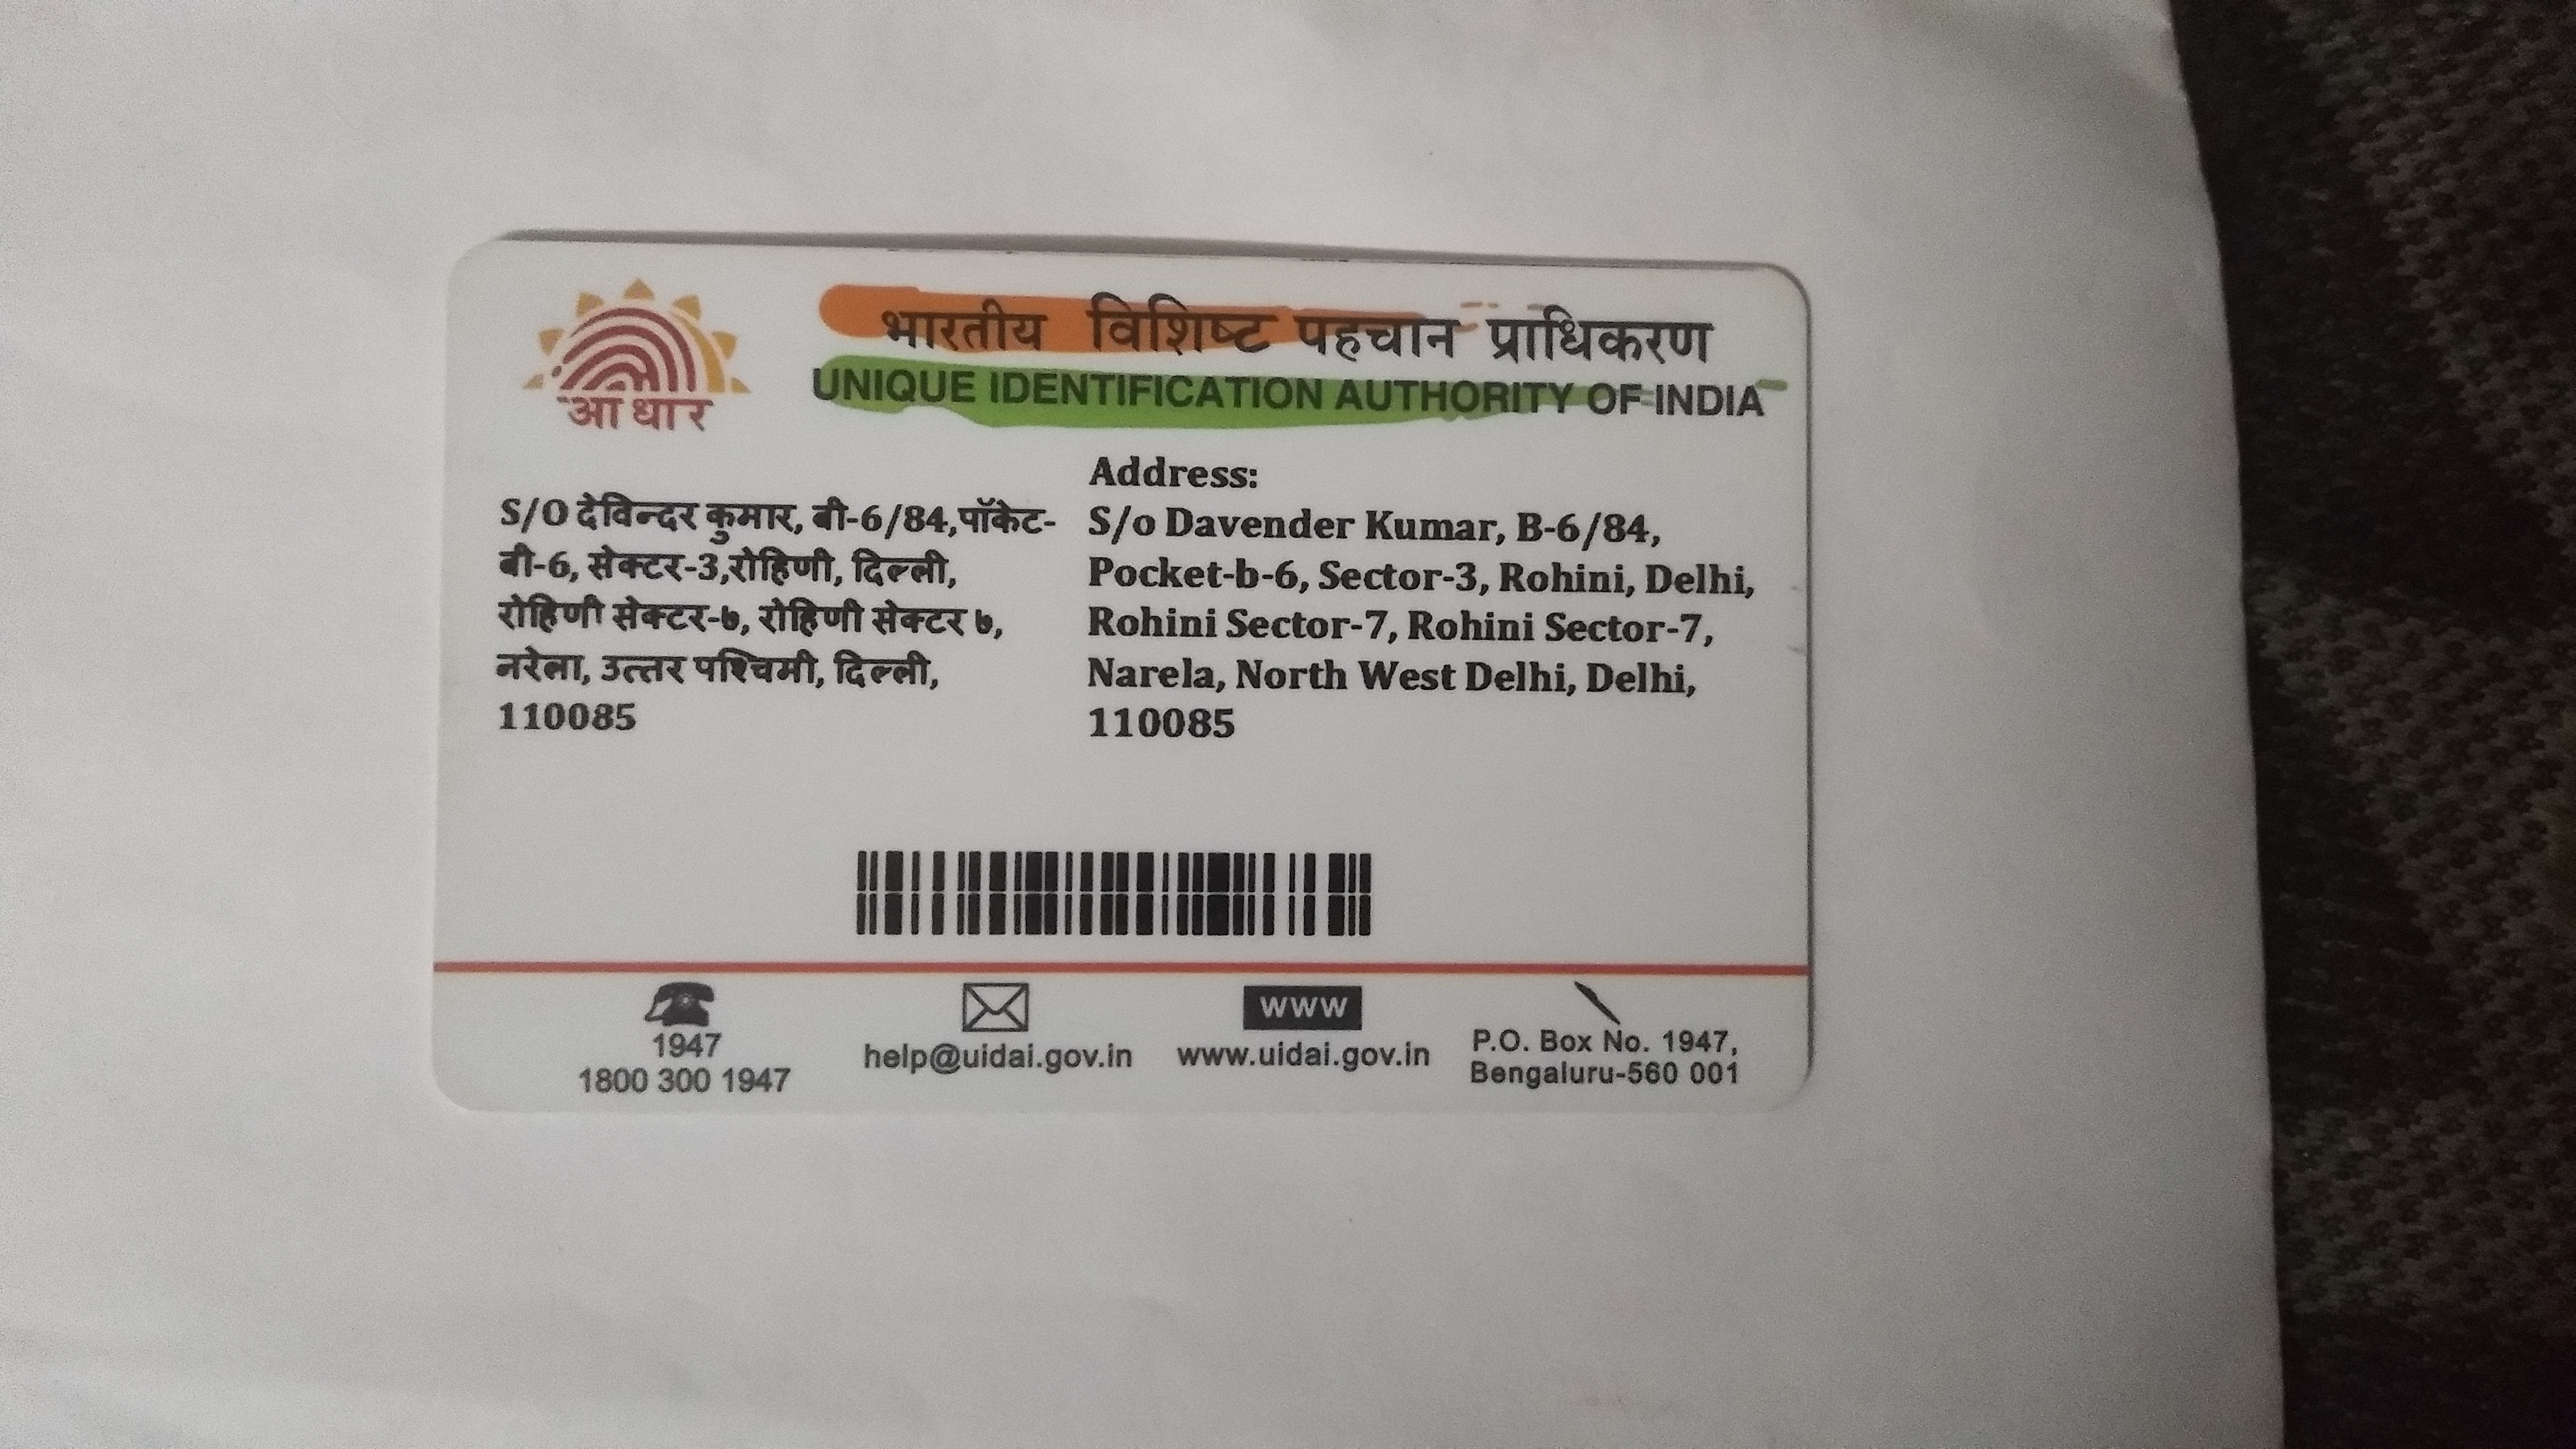 भारतीय विशिष्ट पहचान प्राधिकरण
UNIQUE IDENTIFICATION AUTHORITY OF INDIA
आधार
S/O देविन्दर कुमार, बी-6/84,पॉकेट-
बी-6, सेक्टर-3,रोहिणी, दिल्ली,
रोहिणी सेक्टर-७, रोहिणी सेक्टर ७,
नरेला, उत्तर पश्चिमी, दिल्ली,
110085
Address:
S/o Davender Kumar, B-6/84,
Pocket-b-6, Sector-3, Rohini, Delhi,
Rohini Sector-7, Rohini Sector-7,
Narela, North West Delhi, Delhi,
110085
1947
1800 300 1947
help@uidai.gov.in
www
www.uidai.gov.in
P.O. Box No. 1947,
Bengaluru-560 001